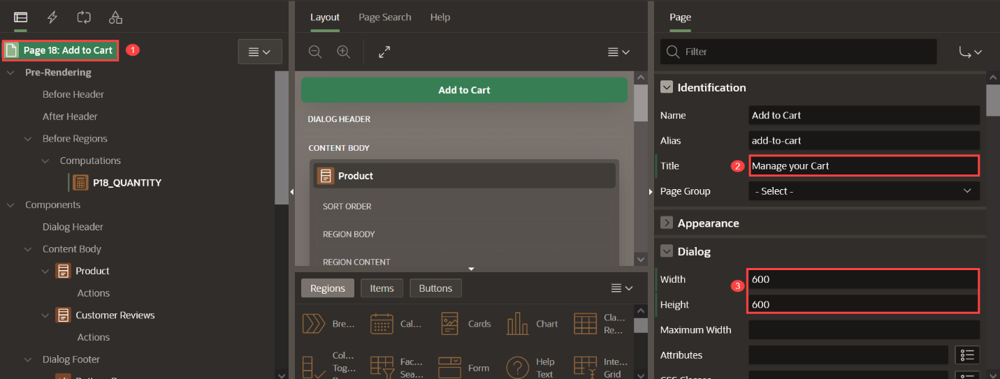 Page 18: Add to Cart
1
Pre-Rendering
Before Header
After Header
Before Regions
Computations
P18_QUANTITY
Components
Dialog Header
Content Body
Product
Actions
Customer Reviews
Actions
Dialog Footer
Layout Page Search Help
Add to Cart
DIALOG HEADER
CONTENT BODY
Product
SORT ORDER
REGION BODY
REGION CONTENT
Regions Items Buttons
Bre...
Cal...
Cards
Chart
Cla...
Re...
Col...
Tog...
Fac...
Sea...
Form
Help
Text
Inte...
Grid
Page
Filter
Identification
Name Add to Cart
Alias add-to-cart
Title 2 Manage your Cart
Page Group - Select -
Appearance
Dialog
Width 600
3
Height 600
Maximum Width
Attributes
CSS Classes